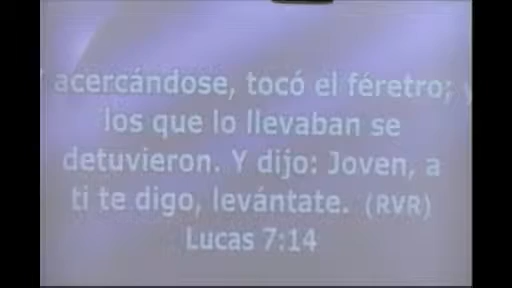 Y acercándose, tocó el féretro; y
los que lo llevaban se
detuvieron. Y dijo: Joven, a
ti te digo, levántate. (RVR)
Lucas 7:14